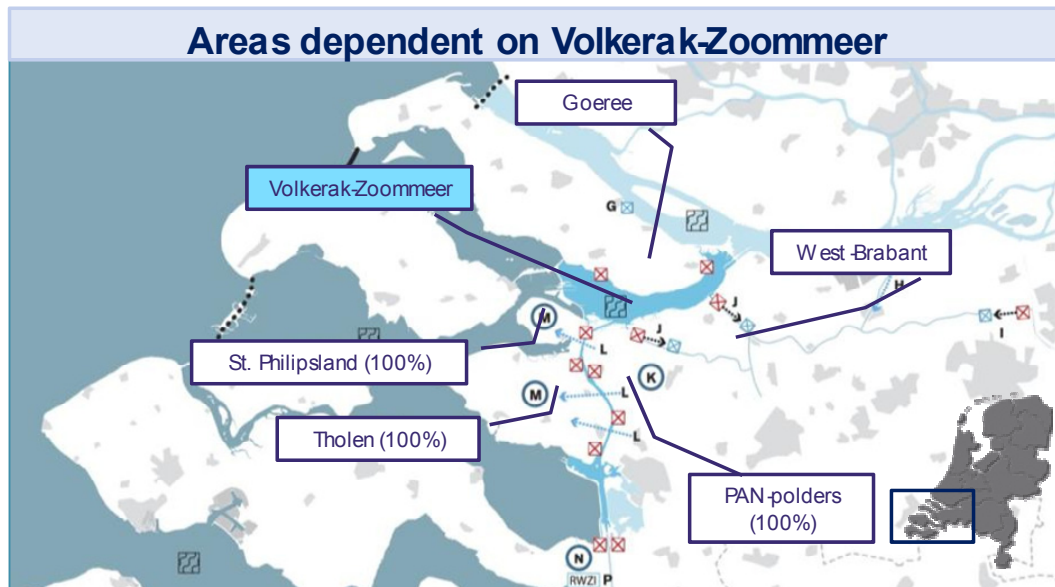 Areas dependent on Volkerak-Zoommeer
Goeree
Volkerak-Zoommeer
G
West-Brabant
H
J
I
M
J
L
St. Philipsland (100%)
K
M
L
Tholen (100%)
L
PAN-polders
(100%)
N
RWZI P